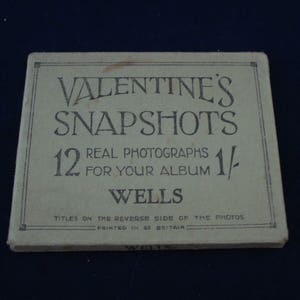 VALENTINE'S
SNAPSHOTS
12 REAL PHOTOGRAPHS FOR YOUR ALBUM 1/-
WELLS
TITLES ON THE REVERSE SIDE OF THE PHOTOS
PRINTED IN GT BRITAIN
WELLS